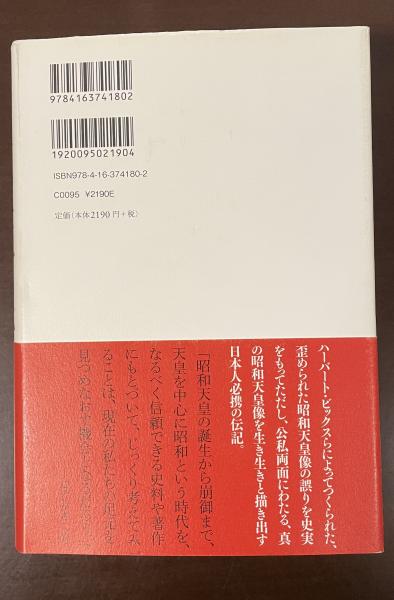 9784163741802
1920095021904
ISBN978-4-16-374180-2
C0095 ¥2190E
定価(本体2190円+税)
ハーバート・ビックスらによってつくられた、
歪められた昭和天皇像の誤りを史実
をもってただし、公私両面にわたる、真
の昭和天皇像を生き生きと描き出す
日本人必携の伝記。
「昭和天皇の誕生から崩御まで、
天皇を中心に昭和という時代を、
なるべく信頼できる史料や著作
にもとづいて、じっくり考えてみ
ることは、現在の私たちの足元を
見つめなおす機会